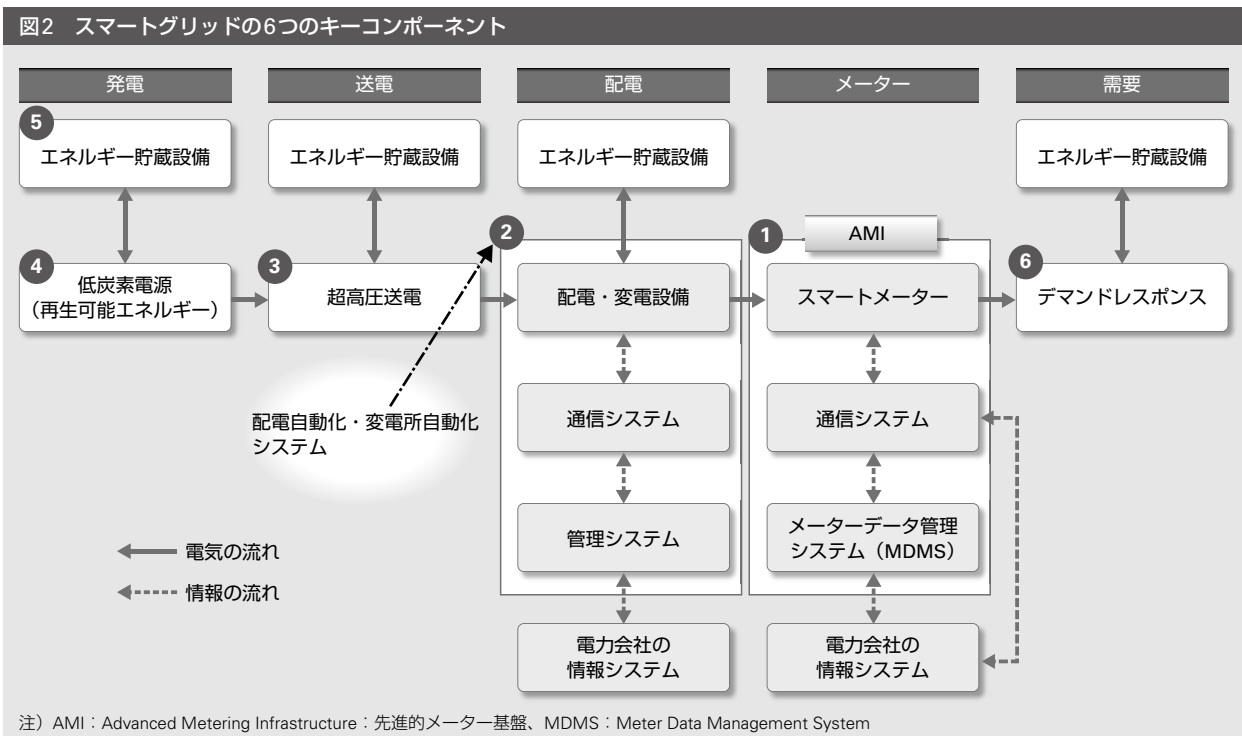 図2 スマートグリッドの6つのキーコンポーネント
発電
送電
配電
メーター
需要
5
エネルギー貯蔵設備
エネルギー貯蔵設備
エネルギー貯蔵設備
エネルギー貯蔵設備
4
低炭素電源
（再生可能エネルギー）
3
超高圧送電
2
配電・変電設備
1
AMI
スマートメーター
6
デマンドレスポンス
配電自動化・変電所自動化
システム
通信システム
通信システム
管理システム
メーターデータ管理
システム（MDMS）
電気の流れ
情報の流れ
電力会社の
情報システム
電力会社の
情報システム
注）AMI：Advanced Metering Infrastructure：先進的メーター基盤、MDMS：Meter Data Management System